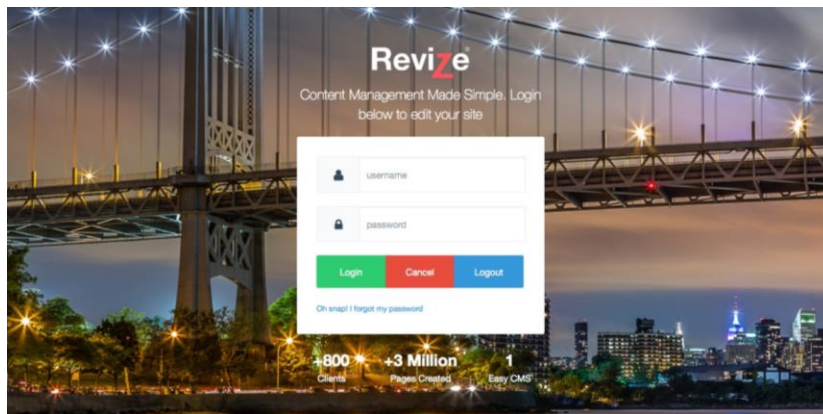 Revize
Content Management Made Simple. Login
below to edit your site
username
password
Login Cancel Logout
Oh snap! I forgot my password
+800 +3 Million 1
Clients Pages Created Easy CMS